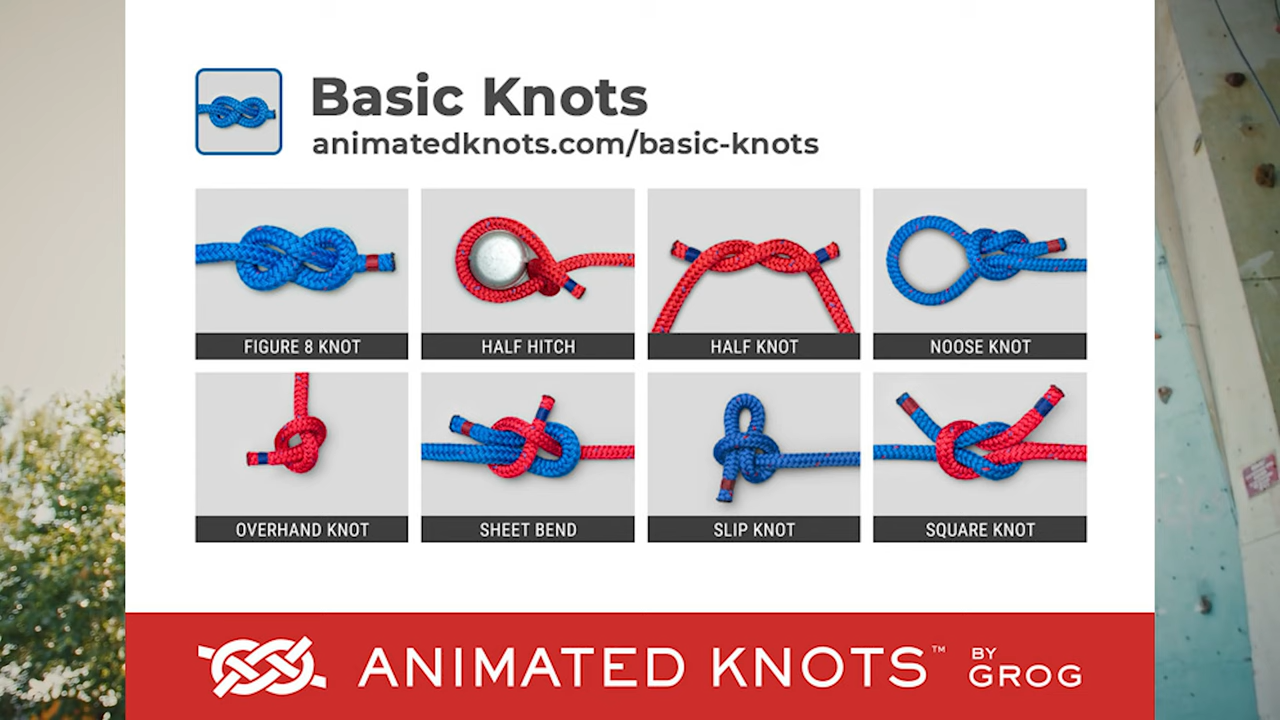 Basic Knots
animatedknots.com/basic-knots
FIGURE 8 KNOT
HALF HITCH
HALF KNOT
NOOSE KNOT
OVERHAND KNOT
SHEET BEND
SLIP KNOT
SQUARE KNOT
ANIMATED KNOTS™ BY GROG